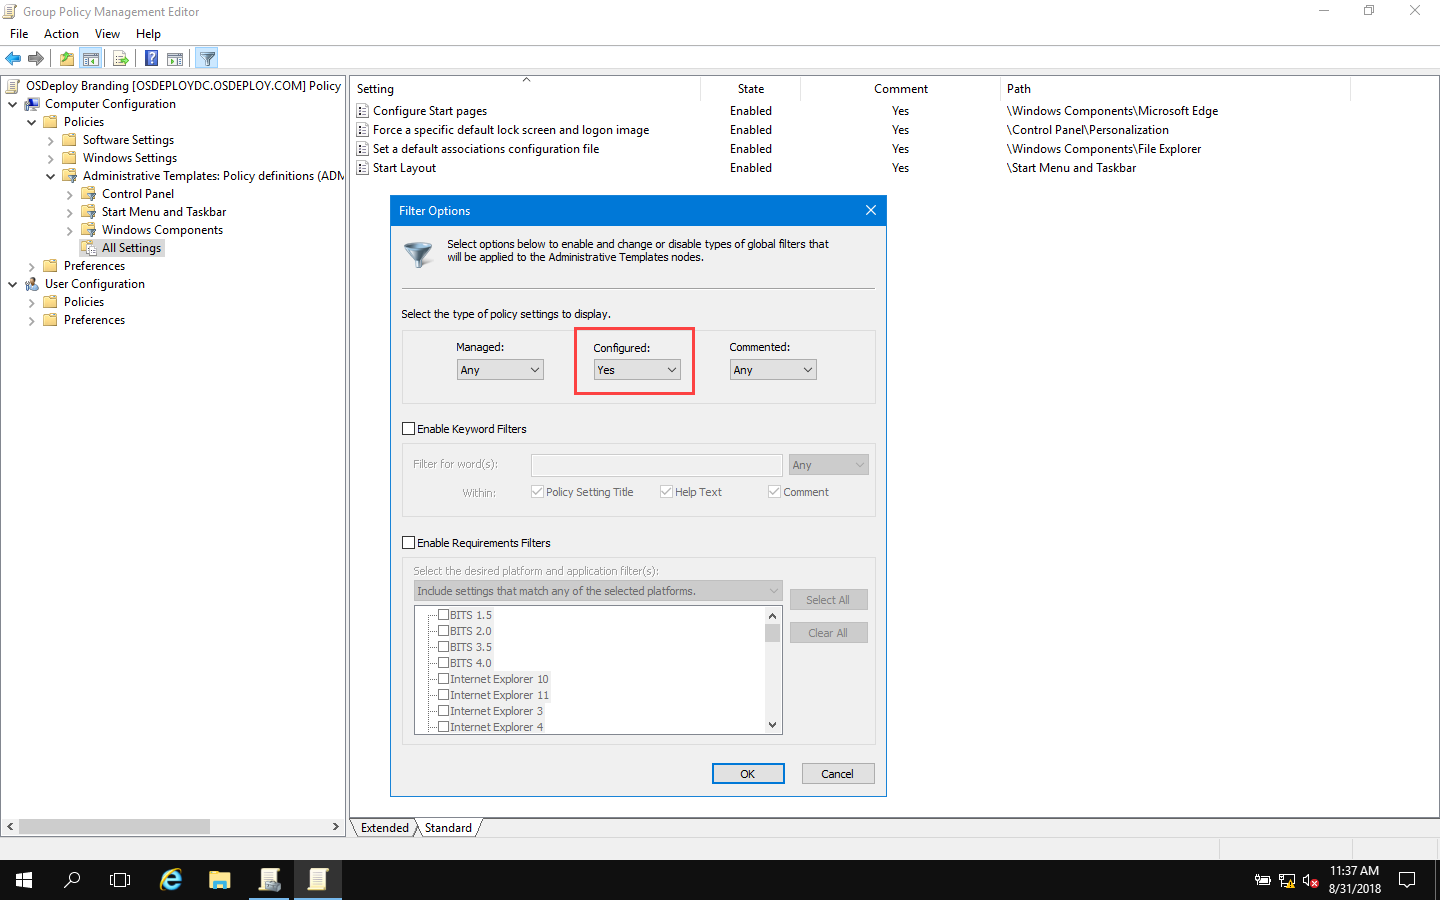 Group Policy Management Editor
File Action View Help
OSDeploy Branding [OSDEPLOYDC.OSDEPLOY.COM] Policy
Computer Configuration
Policies
Software Settings
Windows Settings
Administrative Templates: Policy definitions (ADM
Control Panel
Start Menu and Taskbar
Windows Components
All Settings
Preferences
User Configuration
Policies
Preferences
Setting State Comment Path
Configure Start pages Enabled Yes \Windows Components\Microsoft Edge
Force a specific default lock screen and logon image Enabled Yes \Control Panel\Personalization
Set a default associations configuration file Enabled Yes \Windows Components\File Explorer
Start Layout Enabled Yes \Start Menu and Taskbar
Filter Options
Select options below to enable and change or disable types of global filters that
will be applied to the Administrative Templates nodes.
Select the type of policy settings to display.
Managed: Configured: Commented:
Any Yes Any
Enable Keyword Filters
Filter for word(s): Any
Within: Policy Setting Title Help Text Comment
Enable Requirements Filters
Select the desired platform and application filter(s):
Include settings that match any of the selected platforms.
Select All
Clear All
BITS 1.5
BITS 2.0
BITS 3.5
BITS 4.0
Internet Explorer 10
Internet Explorer 11
Internet Explorer 3
Internet Explorer 4
OK Cancel
Extended Standard
11:37 AM
8/31/2018